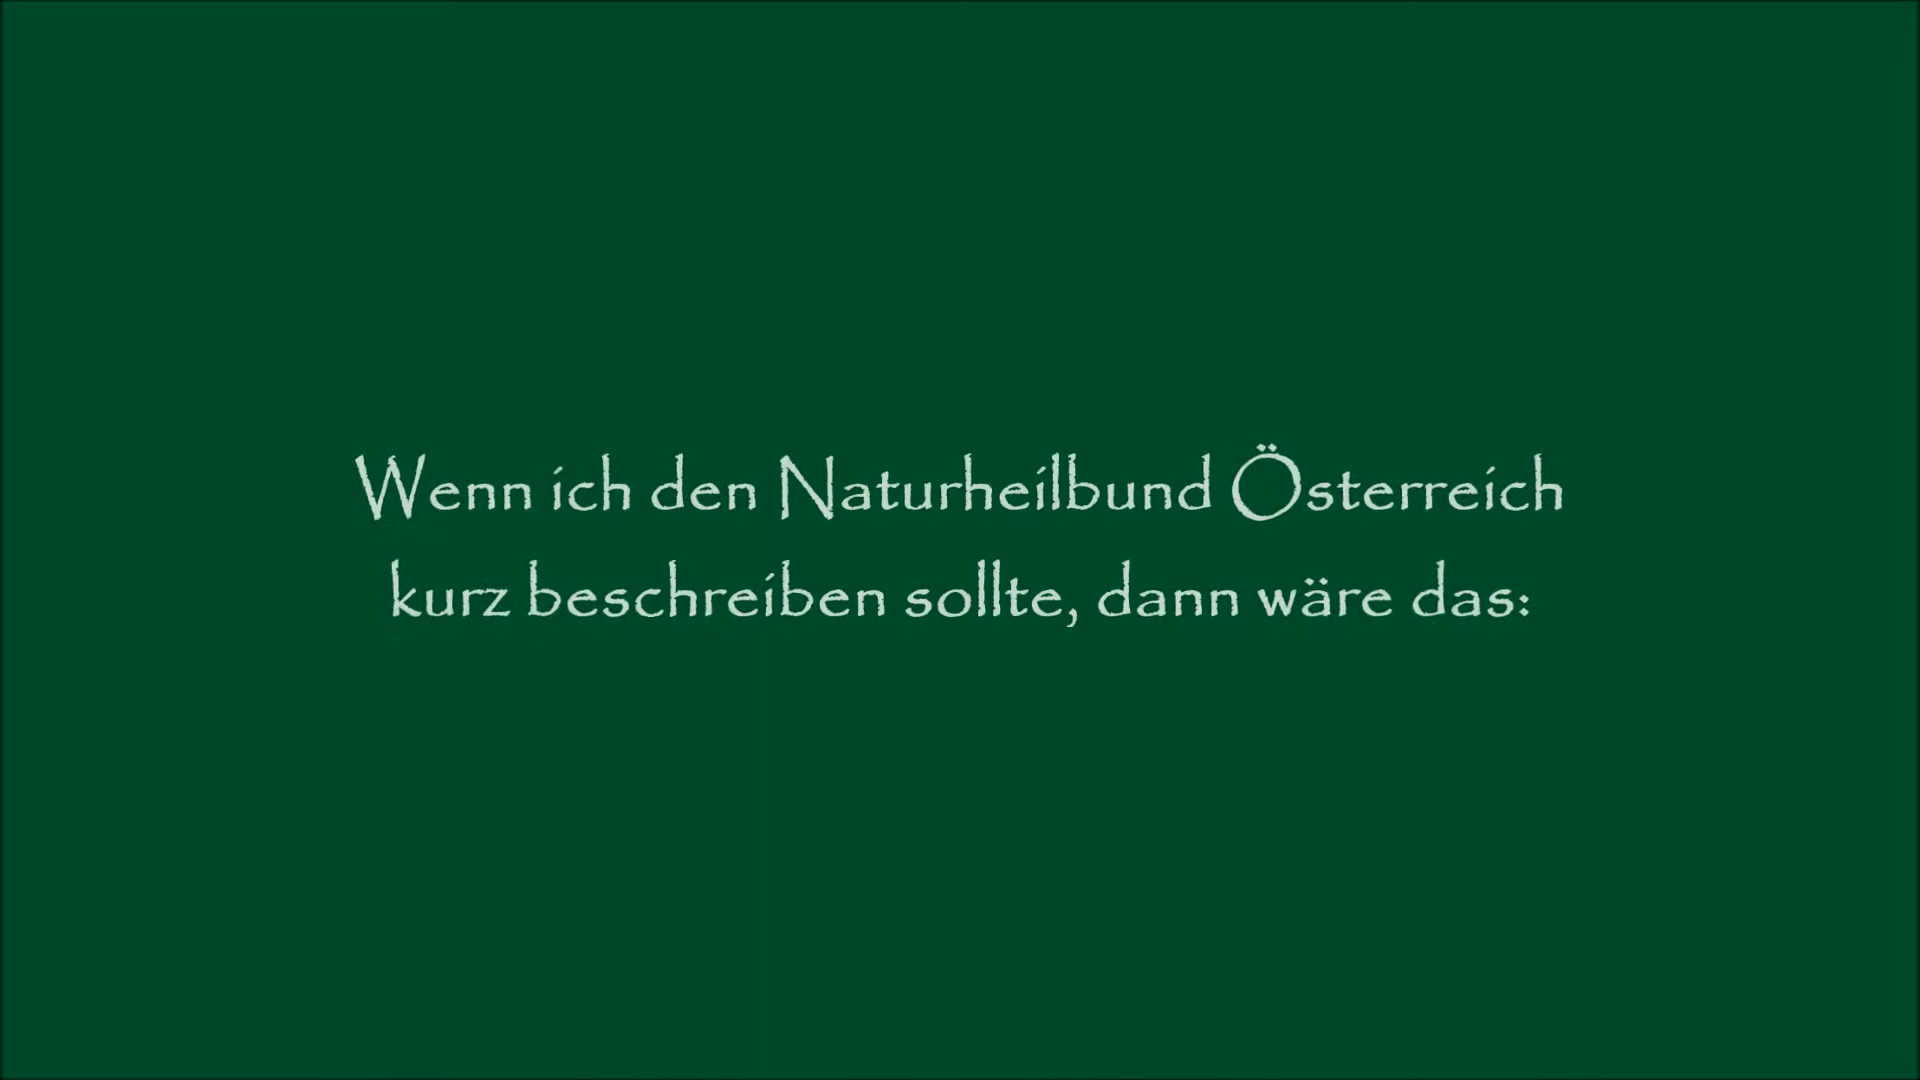 Wenn ich den Naturheilbund Österreich
kurz beschreiben sollte, dann wäre das: